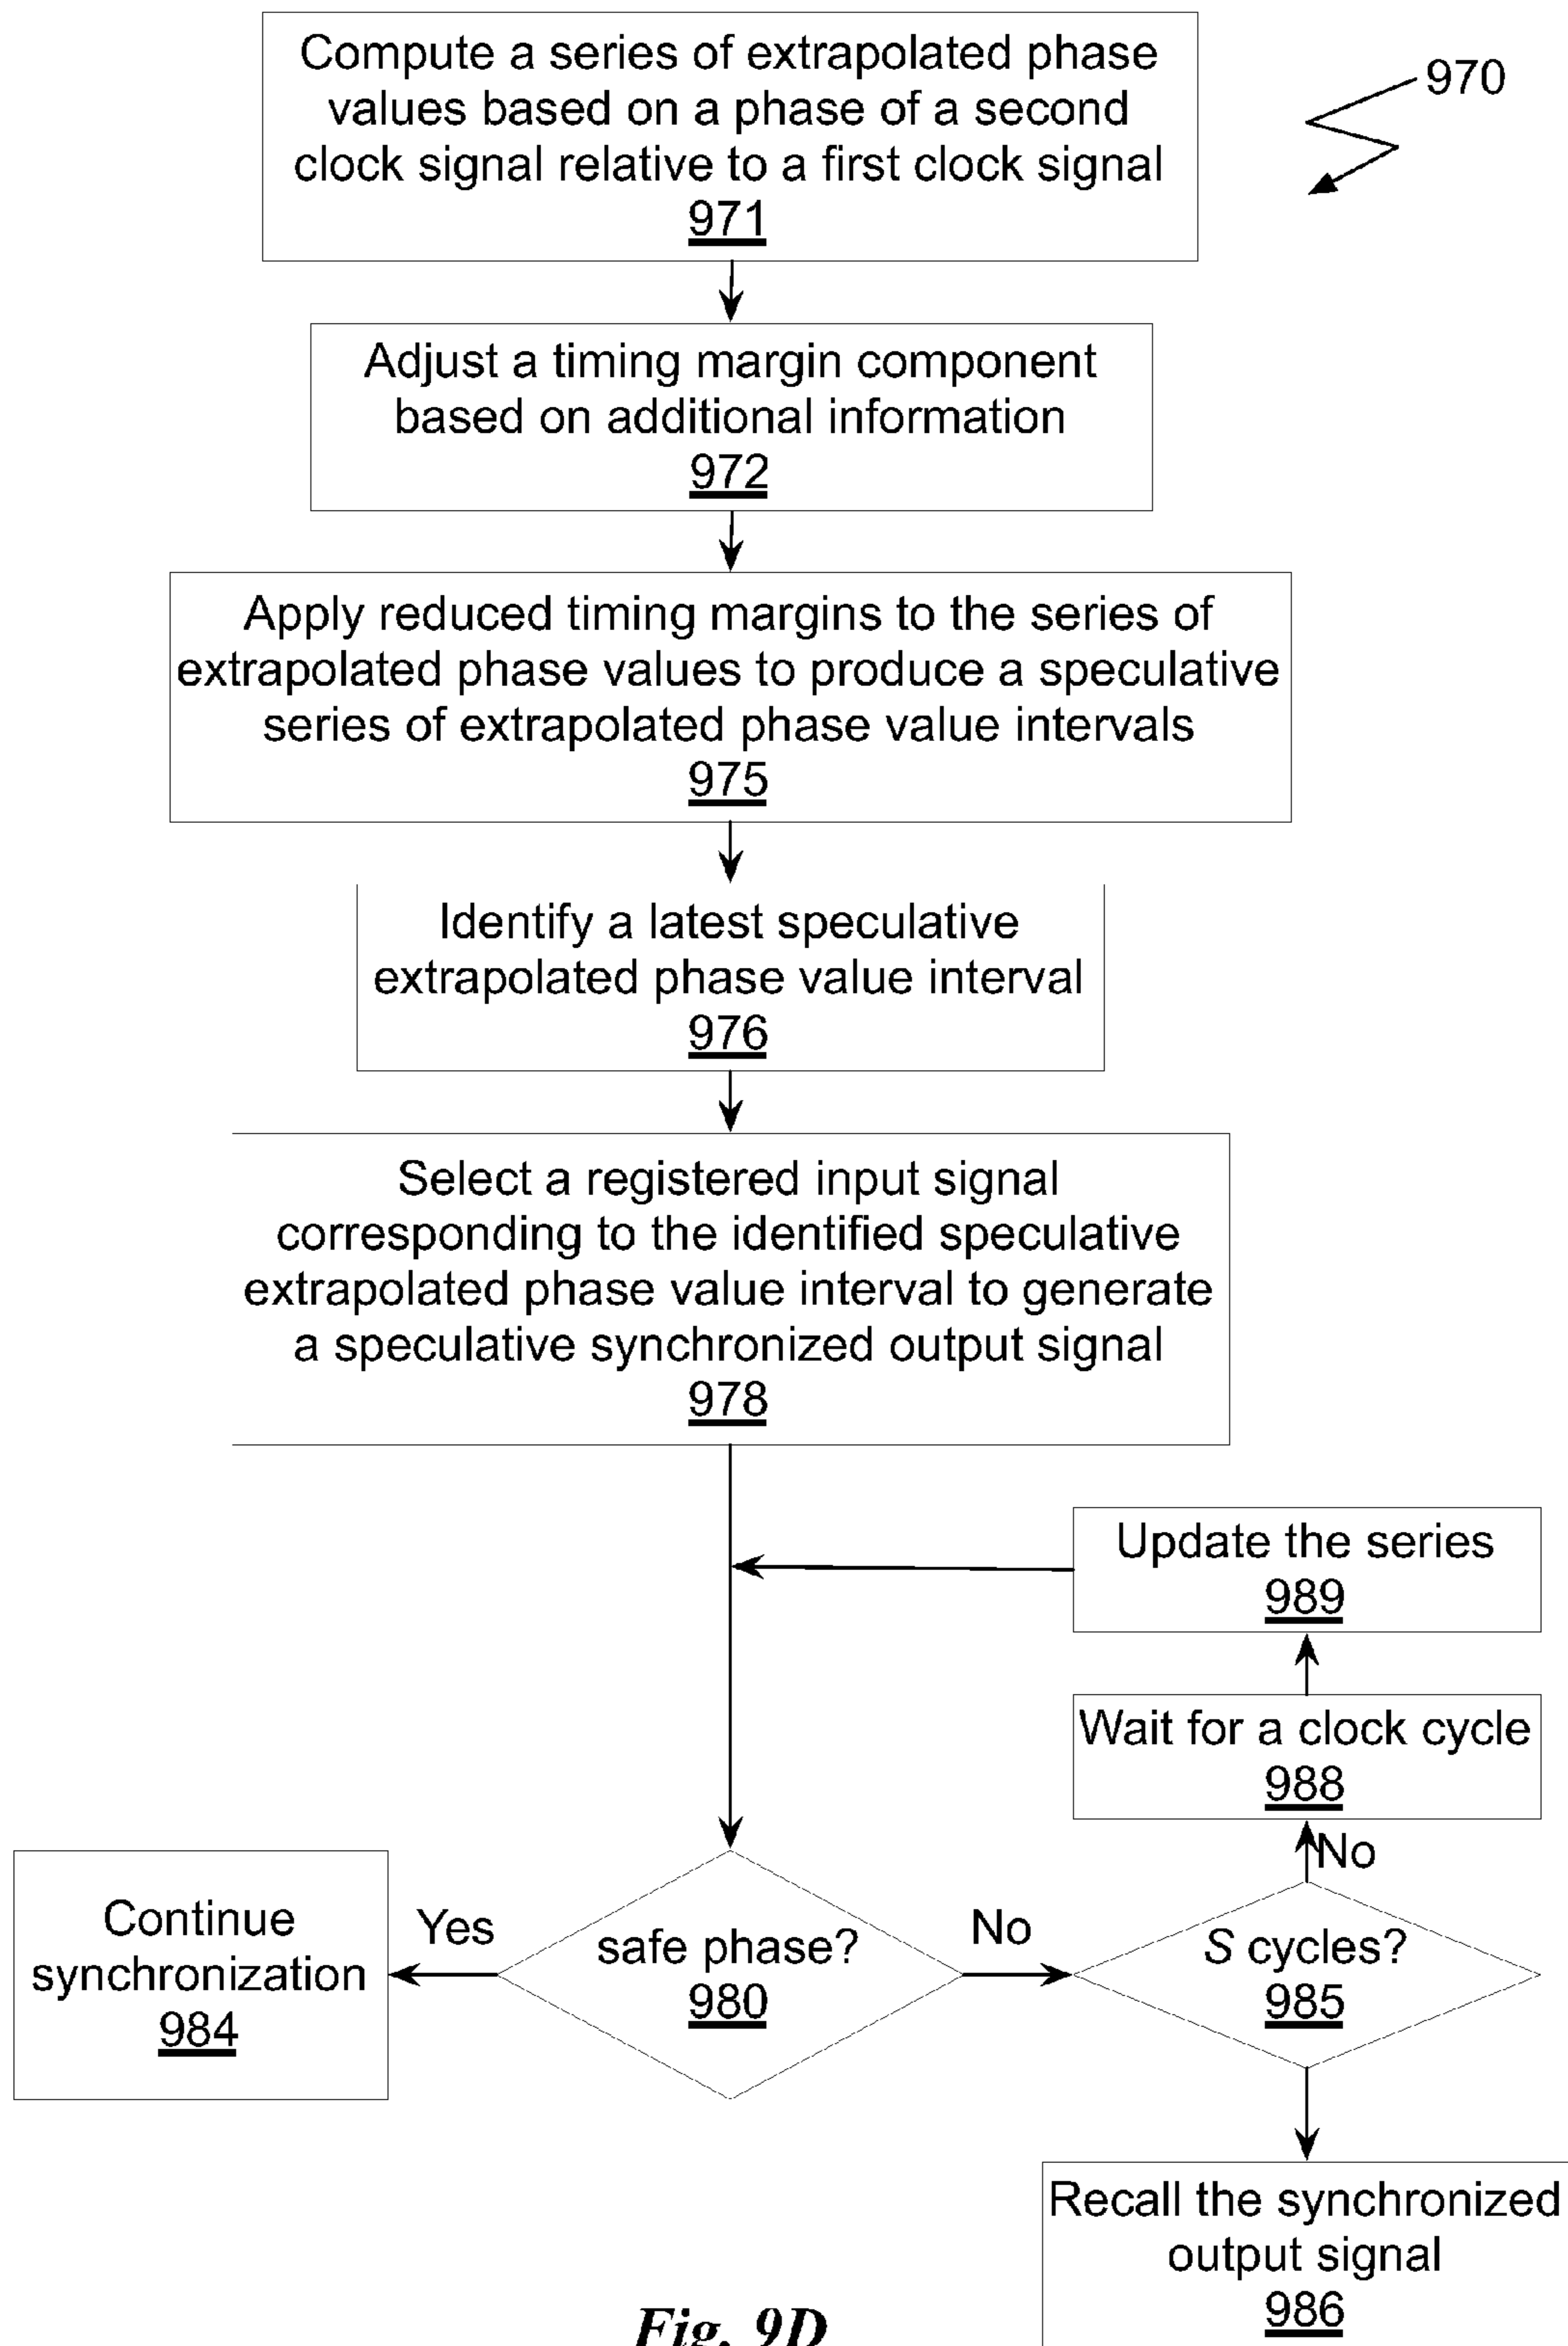 Compute a series of extrapolated phase
values based on a phase of a second
clock signal relative to a first clock signal
971
970
Adjust a timing margin component
based on additional information
972
Apply reduced timing margins to the series of
extrapolated phase values to produce a speculative
series of extrapolated phase value intervals
975
Identify a latest speculative
extrapolated phase value interval
976
Select a registered input signal
corresponding to the identified speculative
extrapolated phase value interval to generate
a speculative synchronized output signal
978
Update the series
989
Wait for a clock cycle
988
No
Continue
synchronization
984
Yes
safe phase?
980
No
S cycles?
985
Recall the synchronized
output signal
986
Fig. 9D